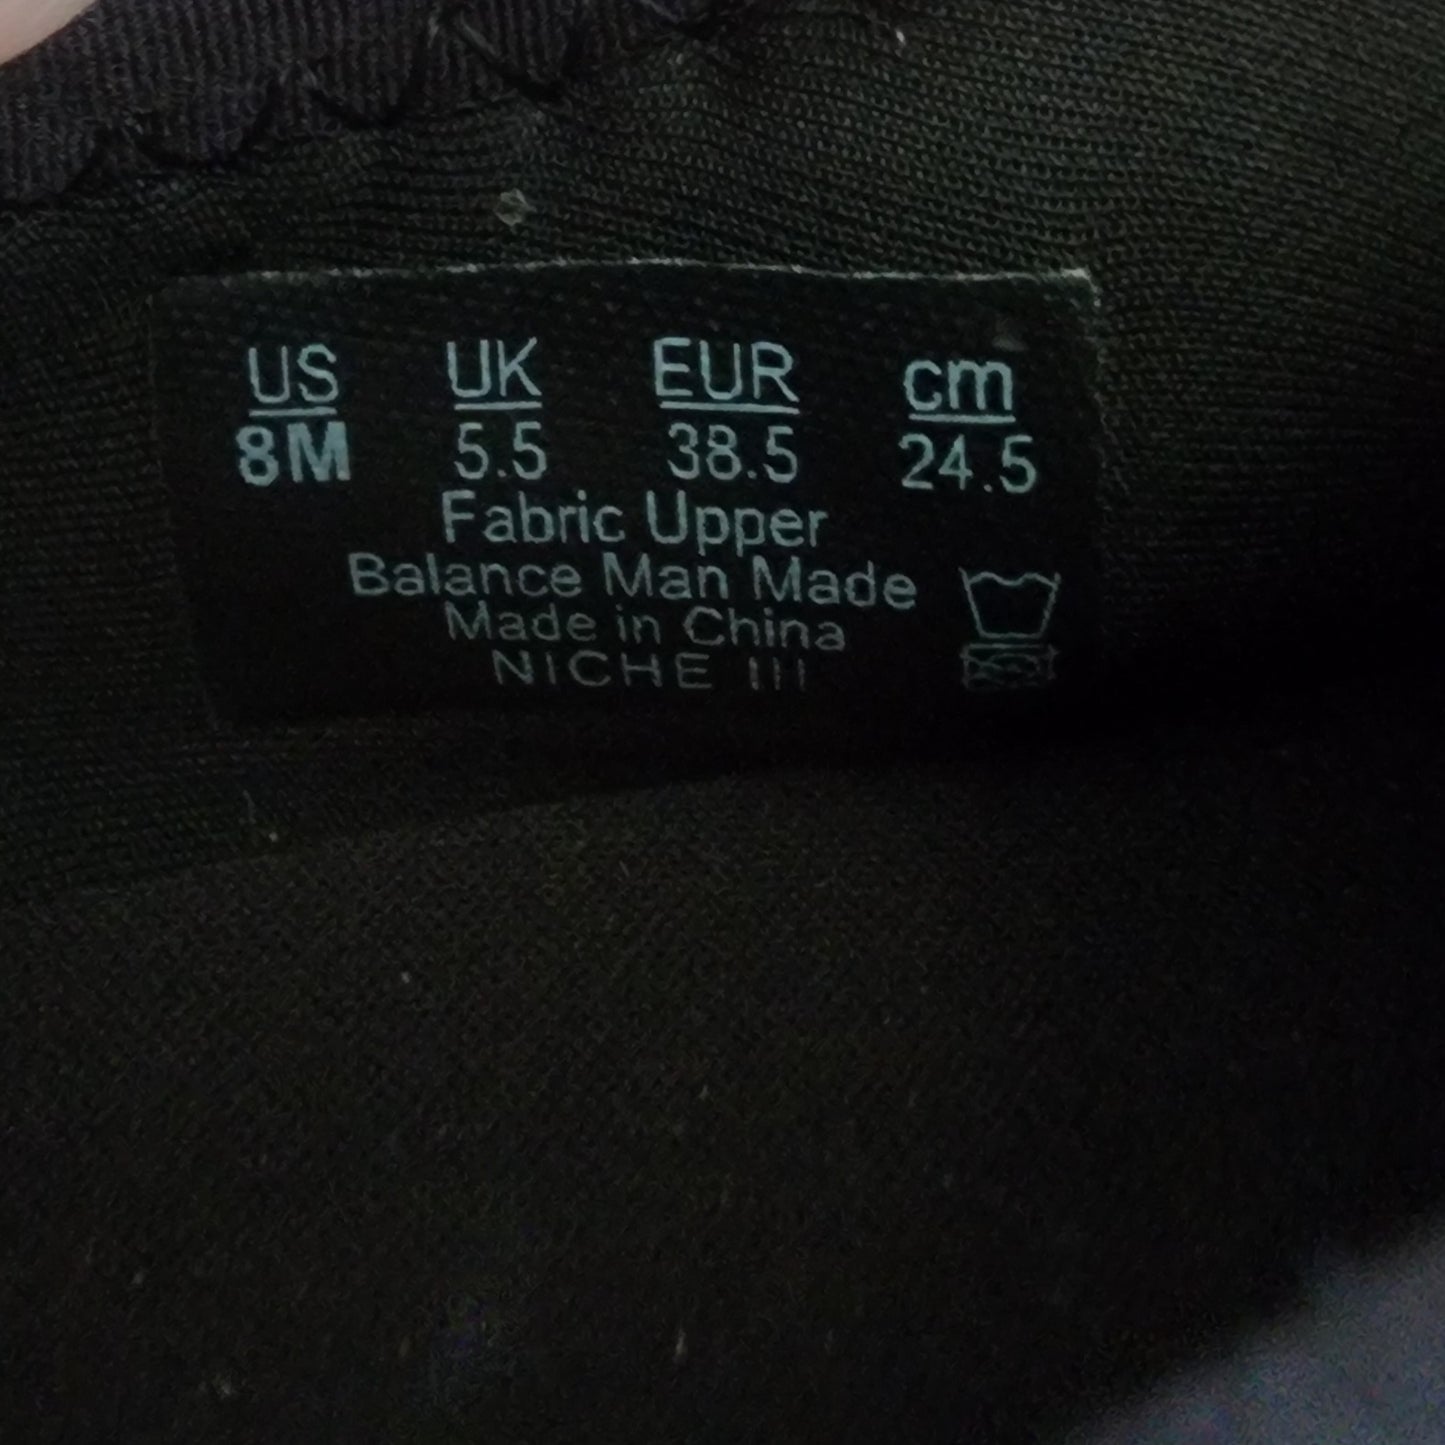 US UK EUR cm
8M 5.5 38.5 24.5
Fabric Upper
Balance Man Made
Made in China
NICHE III